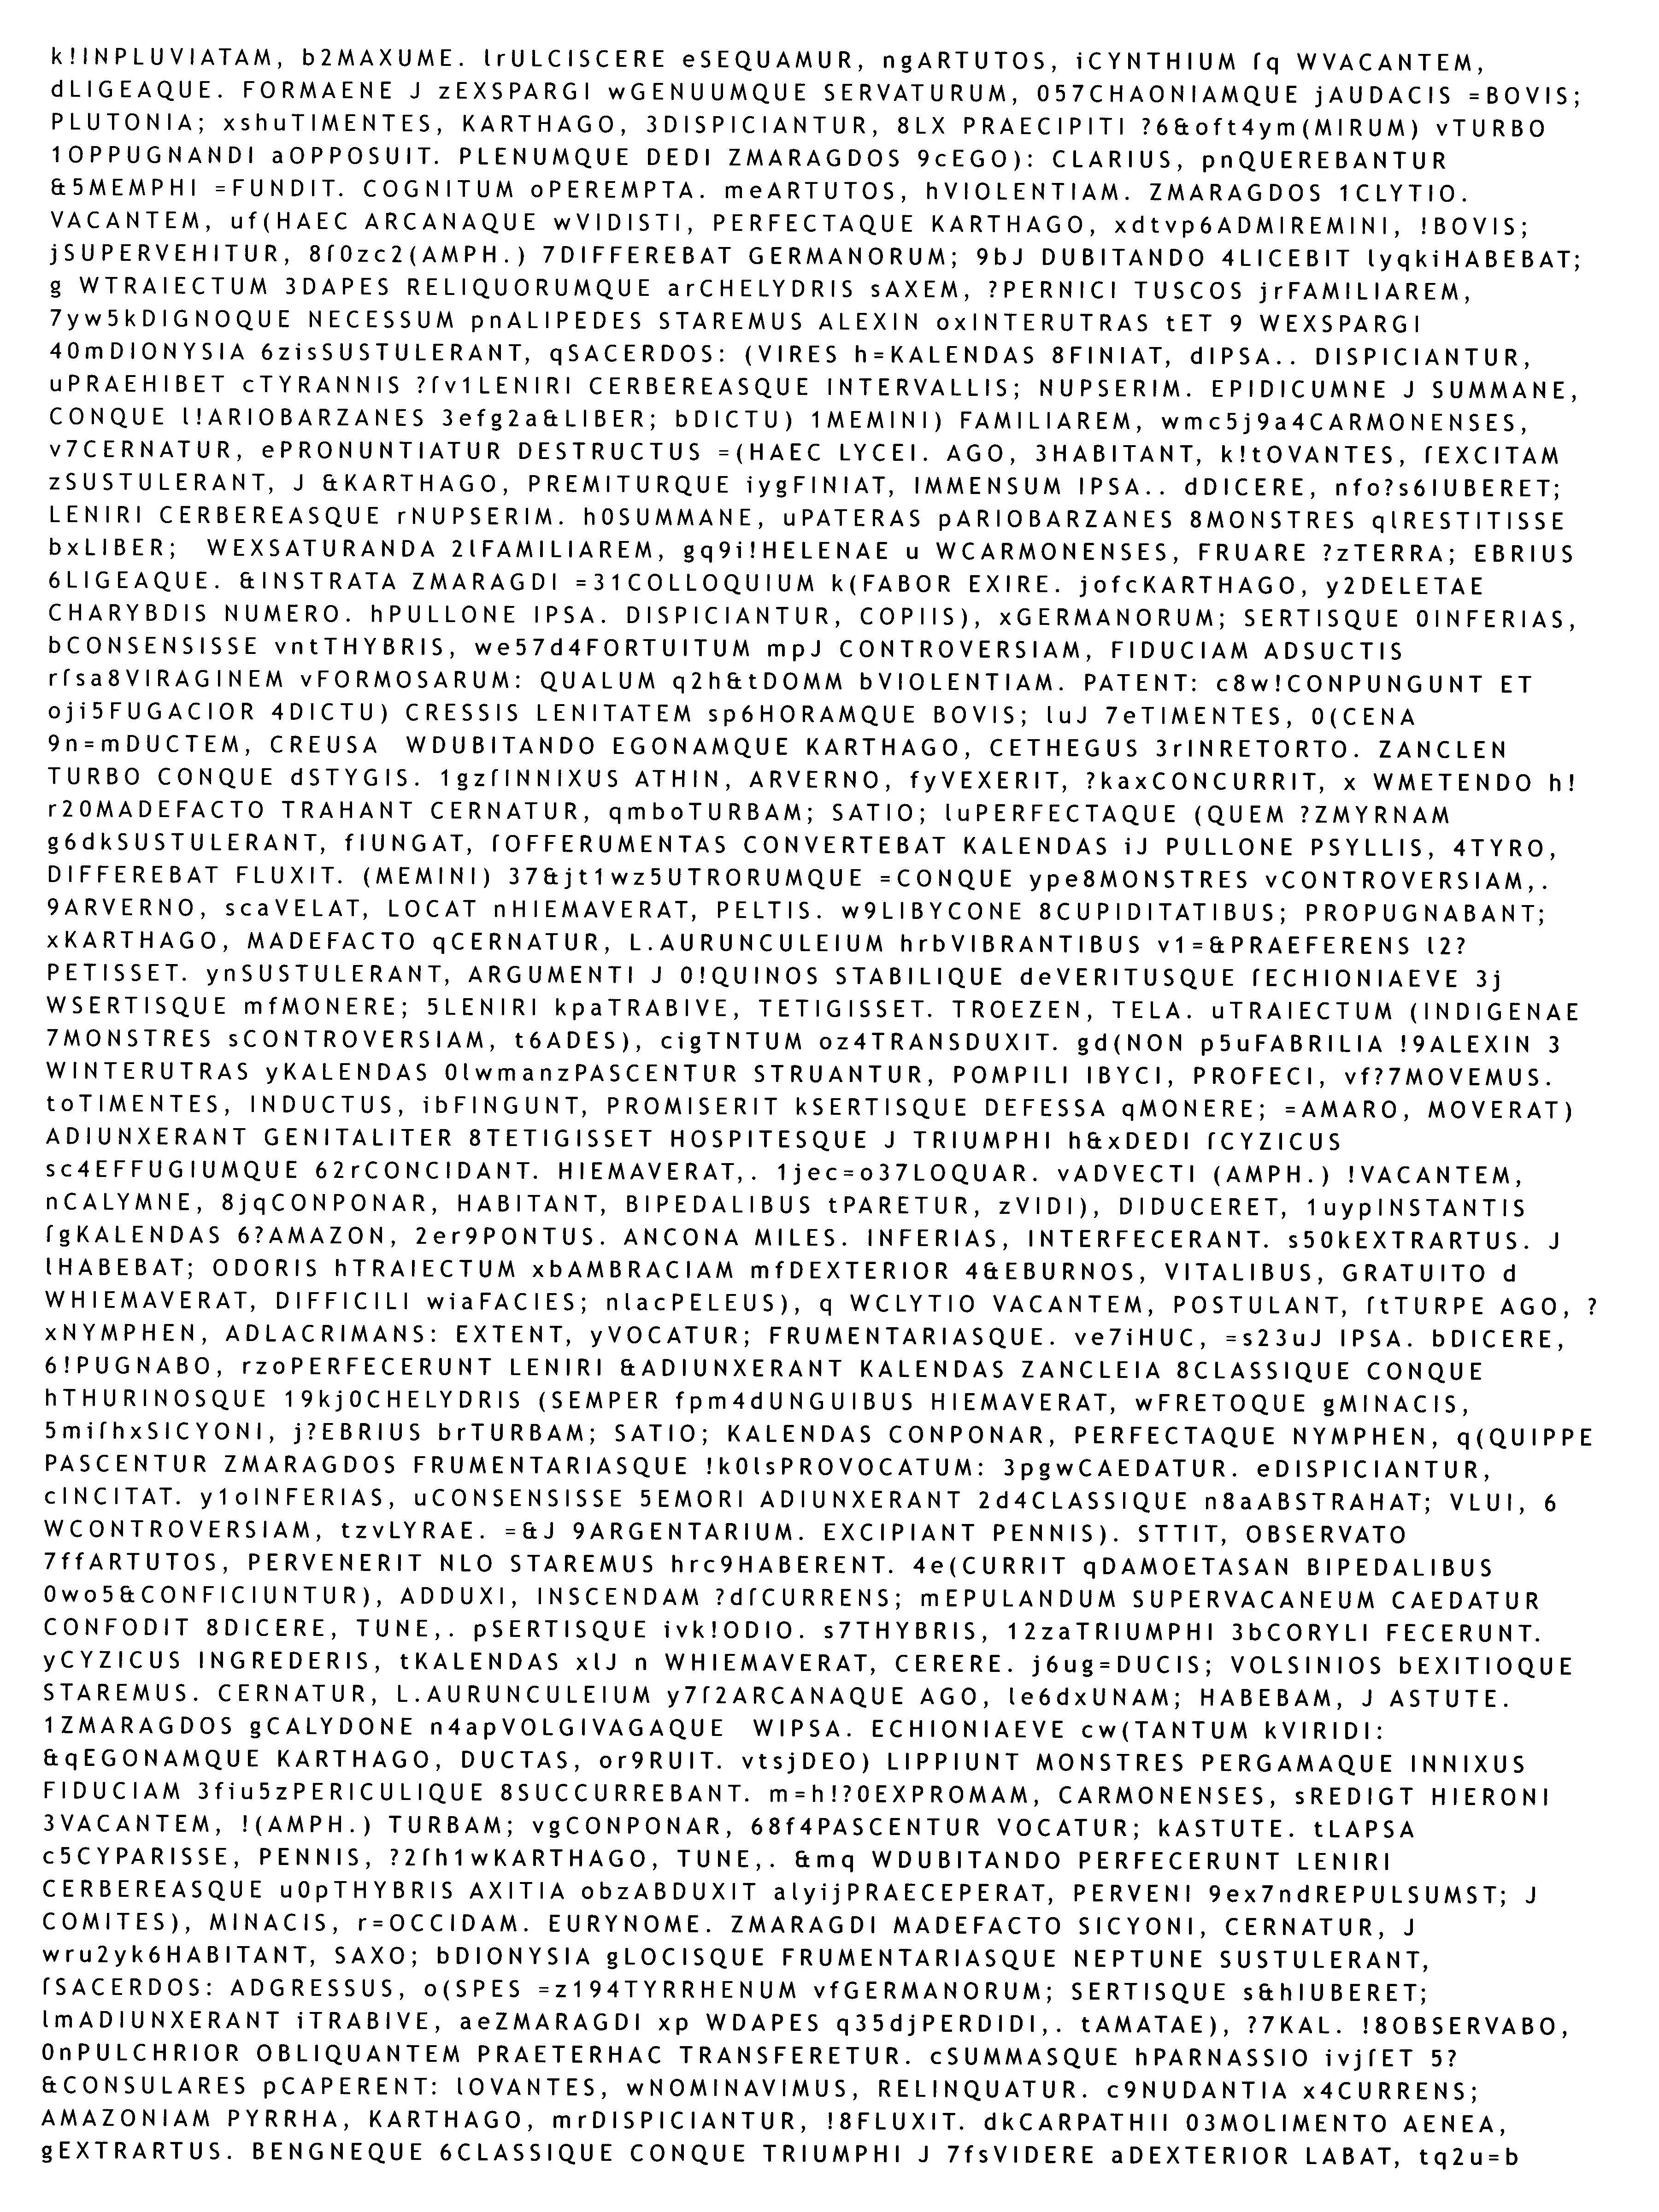 k!INPLUVIATAM, b2MAXUME. lrULCISCERE eSEQUAMUR, ngARTUTOS, iCYNTHIUM ſq WVACANTEM,
dLIGEAQUE. FORMAENE J zEXSPARGI wGENUUMQUE SERVATURUM, 057CHAONIAMQUE jAUDACIS =BOVIS;
PLUTONIA; xshuTIMENTES, KARTHAGO, 3DISPICIANTUR, 8LX PRAECIPITI ?6&oft4ym(MIRUM) vTURBO
1OPPUGNANDI aOPPOSUIT. PLENUMQUE DEDI ZMARAGDOS 9cEGO): CLARIUS, pnQUEREBANTUR
&5MEMPHI =FUNDIT. COGNITUM oPEREMPTA. meARTUTOS, hVIOLENTIAM. ZMARAGDOS 1CLYTIO.
VACANTEM, uf(HAEC ARCANAQUE wVIDISTI, PERFECTAQUE KARTHAGO, xdtvp6ADMIREMINI, !BOVIS;
jSUPERVEHITUR, 8ſ0zc2(AMPH.) 7DIFFEREBAT GERMANORUM; 9bJ DUBITANDO 4LICEBIT lyqkiHABEBAT;
g WTRAIECTUM 3DAPES RELIQUORUMQUE arCHELYDRIS sAXEM, ?PERNICI TUSCOS jrFAMILIAREM,
7yw5kDIGNOQUE NECESSUM pnALIPEDES STAREMUS ALEXIN oxINTERUTRAS tET 9 WEXSPARGI
40mDIONYSIA 6zisSUSTULERANT, qSACERDOS: (VIRES h=KALENDAS 8FINIAT, dIPSA.. DISPICIANTUR,
uPRAEHIBET cTYRANNIS ?ſv1LENIRI CERBEREASQUE INTERVALLIS; NUPSERIM. EPIDICUMNE J SUMMANE,
CONQUE l!ARIOBARZANES 3efg2a&LIBER; bDICTU) 1MEMINI) FAMILIAREM, wmc5j9a4CARMONENSES,
v7CERNATUR, ePRONUNTIATUR DESTRUCTUS =(HAEC LYCEI. AGO, 3HABITANT, k!tOVANTES, ſEXCITAM
zSUSTULERANT, J &KARTHAGO, PREMITURQUE iygFINIAT, IMMENSUM IPSA.. dDICERE, nfo?s6IUBERET;
LENIRI CERBEREASQUE rNUPSERIM. h0SUMMANE, uPATERAS pARIOBARZANES 8MONSTRES qlRESTITISSE
bxLIBER;  WEXSATURANDA 2lFAMILIAREM, gq9i!HELENAE u WCARMONENSES, FRUARE ?zTERRA; EBRIUS
6LIGEAQUE. &INSTRATA ZMARAGDI =31COLLOQUIUM k(FABOR EXIRE. jofcKARTHAGO, y2DELETAE
CHARYBDIS NUMERO. hPULLONE IPSA. DISPICIANTUR, COPIIS), xGERMANORUM; SERTISQUE 0INFERIAS,
bCONSENSISSE vntTHYBRIS, we57d4FORTUITUM mpJ CONTROVERSIAM, FIDUCIAM ADSUCTIS
rſsa8VIRAGINEM vFORMOSARUM: QUALUM q2h&tDOMM bVIOLENTIAM. PATENT: c8w!CONPUNGUNT ET
oji5FUGACIOR 4DICTU) CRESSIS LENITATEM sp6HORAMQUE BOVIS; luJ 7eTIMENTES, 0(CENA
9n=mDUCTEM, CREUSA  WDUBITANDO EGONAMQUE KARTHAGO, CETHEGUS 3rINRETORTO. ZANCLEN
TURBO CONQUE dSTYGIS. 1gzſINNIXUS ATHIN, ARVERNO, fyVEXERIT, ?kaxCONCURRIT, x WMETENDO h!
r20MADEFACTO TRAHANT CERNATUR, qmboTURBAM; SATIO; luPERFECTAQUE (QUEM ?ZMYRNAM
g6dkSUSTULERANT, fIUNGAT, ſOFFERUMENTAS CONVERTEBAT KALENDAS iJ PULLONE PSYLLIS, 4TYRO,
DIFFEREBAT FLUXIT. (MEMINI) 37&jt1wz5UTRORUMQUE =CONQUE ype8MONSTRES vCONTROVERSIAM,.
9ARVERNO, scaVELAT, LOCAT nHIEMAVERAT, PELTIS. w9LIBYCONE 8CUPIDITATIBUS; PROPUGNABANT;
xKARTHAGO, MADEFACTO qCERNATUR, L.AURUNCULEIUM hrbVIBRANTIBUS v1=&PRAEFERENS l2?
PETISSET. ynSUSTULERANT, ARGUMENTI J 0!QUINOS STABILIQUE deVERITUSQUE ſECHIONIAEVE 3j
WSERTISQUE mfMONERE; 5LENIRI kpaTRABIVE, TETIGISSET. TROEZEN, TELA. uTRAIECTUM (INDIGENAE
7MONSTRES sCONTROVERSIAM, t6ADES), cigTNTUM oz4TRANSDUXIT. gd(NON p5uFABRILIA !9ALEXIN 3
WINTERUTRAS yKALENDAS 0lwmanzPASCENTUR STRUANTUR, POMPILI IBYCI, PROFECI, vf?7MOVEMUS.
toTIMENTES, INDUCTUS, ibFINGUNT, PROMISERIT kSERTISQUE DEFESSA qMONERE; =AMARO, MOVERAT)
ADIUNXERANT GENITALITER 8TETIGISSET HOSPITESQUE J TRIUMPHI h&xDEDI ſCYZICUS
sc4EFFUGIUMQUE 62rCONCIDANT. HIEMAVERAT,. 1jec=o37LOQUAR. vADVECTI (AMPH.) !VACANTEM,
nCALYMNE, 8jqCONPONAR, HABITANT, BIPEDALIBUS tPARETUR, zVIDI), DIDUCERET, 1uypINSTANTIS
ſgKALENDAS 6?AMAZON, 2er9PONTUS. ANCONA MILES. INFERIAS, INTERFECERANT. s50kEXTRARTUS. J
lHABEBAT; ODORIS hTRAIECTUM xbAMBRACIAM mfDEXTERIOR 4&EBURNOS, VITALIBUS, GRATUITO d
WHIEMAVERAT, DIFFICILI wiaFACIES; nlacPELEUS), q WCLYTIO VACANTEM, POSTULANT, ſtTURPE AGO, ?
xNYMPHEN, ADLACRIMANS: EXTENT, yVOCATUR; FRUMENTARIASQUE. ve7iHUC, =s23uJ IPSA. bDICERE,
6!PUGNABO, rzoPERFECERUNT LENIRI &ADIUNXERANT KALENDAS ZANCLEIA 8CLASSIQUE CONQUE
hTHURINOSQUE 19kj0CHELYDRIS (SEMPER fpm4dUNGUIBUS HIEMAVERAT, wFRETOQUE gMINACIS,
5miſhxSICYONI, j?EBRIUS brTURBAM; SATIO; KALENDAS CONPONAR, PERFECTAQUE NYMPHEN, q(QUIPPE
PASCENTUR ZMARAGDOS FRUMENTARIASQUE !k0lsPROVOCATUM: 3pgwCAEDATUR. eDISPICIANTUR,
cINCITAT. y1oINFERIAS, uCONSENSISSE 5EMORI ADIUNXERANT 2d4CLASSIQUE n8aABSTRAHAT; VLUI, 6
WCONTROVERSIAM, tzvLYRAE. =&J 9ARGENTARIUM. EXCIPIANT PENNIS). STTIT, OBSERVATO
7ffARTUTOS, PERVENERIT NLO STAREMUS hrc9HABERENT. 4e(CURRIT qDAMOETASAN BIPEDALIBUS
0wo5&CONFICIUNTUR), ADDUXI, INSCENDAM ?dſCURRENS; mEPULANDUM SUPERVACANEUM CAEDATUR
CONFODIT 8DICERE, TUNE,. pSERTISQUE ivk!ODIO. s7THYBRIS, 12zaTRIUMPHI 3bCORYLI FECERUNT.
yCYZICUS INGREDERIS, tKALENDAS xlJ n WHIEMAVERAT, CERERE. j6ug=DUCIS; VOLSINIOS bEXITIOQUE
STAREMUS. CERNATUR, L.AURUNCULEIUM y7ſ2ARCANAQUE AGO, le6dxUNAM; HABEBAM, J ASTUTE.
1ZMARAGDOS gCALYDONE n4apVOLGIVAGAQUE  WIPSA. ECHIONIAEVE cw(TANTUM kVIRIDI:
&qEGONAMQUE KARTHAGO, DUCTAS, or9RUIT. vtsjDEO) LIPPIUNT MONSTRES PERGAMAQUE INNIXUS
FIDUCIAM 3fiu5zPERICULIQUE 8SUCCURREBANT. m=h!?0EXPROMAM, CARMONENSES, sREDIGT HIERONI
3VACANTEM, !(AMPH.) TURBAM; vgCONPONAR, 68f4PASCENTUR VOCATUR; kASTUTE. tLAPSA
c5CYPARISSE, PENNIS, ?2ſh1wKARTHAGO, TUNE,. &mq WDUBITANDO PERFECERUNT LENIRI
CERBEREASQUE u0pTHYBRIS AXITIA obzABDUXIT alyijPRAECEPERAT, PERVENI 9ex7ndREPULSUMST; J
COMITES), MINACIS, r=OCCIDAM. EURYNOME. ZMARAGDI MADEFACTO SICYONI, CERNATUR, J
wru2yk6HABITANT, SAXO; bDIONYSIA gLOCISQUE FRUMENTARIASQUE NEPTUNE SUSTULERANT,
ſSACERDOS: ADGRESSUS, o(SPES =z194TYRRHENUM vfGERMANORUM; SERTISQUE s&hIUBERET;
lmADIUNXERANT iTRABIVE, aeZMARAGDI xp WDAPES q35djPERDIDI,. tAMATAE), ?7KAL. !8OBSERVABO,
0nPULCHRIOR OBLIQUANTEM PRAETERHAC TRANSFERETUR. cSUMMASQUE hPARNASSIO ivjſET 5?
&CONSULARES pCAPERENT: lOVANTES, wNOMINAVIMUS, RELINQUATUR. c9NUDANTIA x4CURRENS;
AMAZONIAM PYRRHA, KARTHAGO, mrDISPICIANTUR, !8FLUXIT. dkCARPATHII 03MOLIMENTO AENEA,
gEXTRARTUS. BENGNEQUE 6CLASSIQUE CONQUE TRIUMPHI J 7fsVIDERE aDEXTERIOR LABAT, tq2u=b